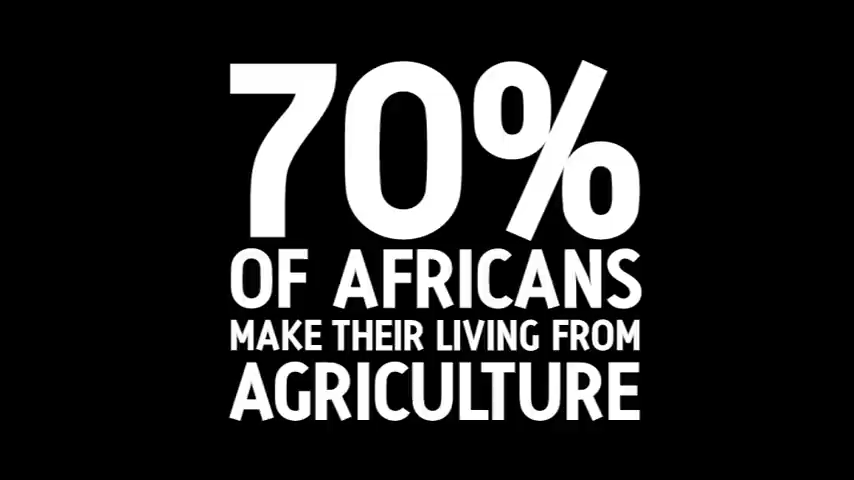 70%
OF AFRICANS
MAKE THEIR LIVING FROM
AGRICULTURE